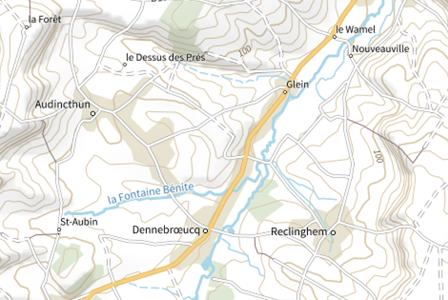 la Forêt
le Wamel
Nouveauville
le Dessus des Prés
100
Glein
Audincthun
100
la Fontaine Bénite
St-Aubin
Dennebrœucq
Reclinghem